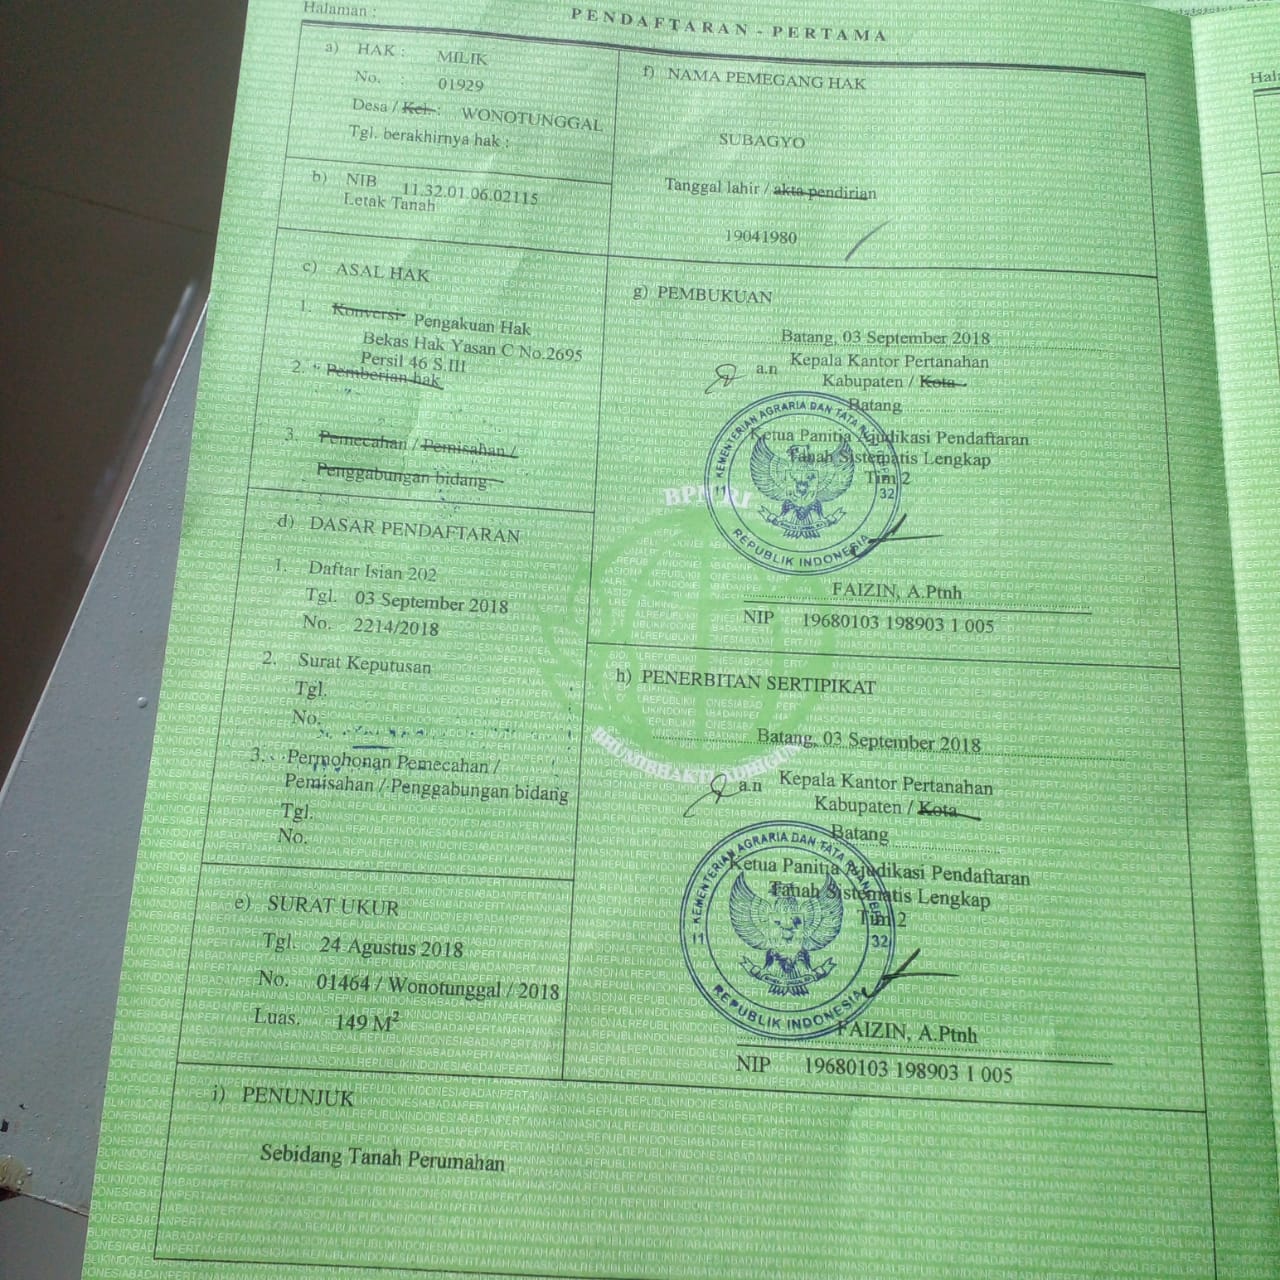 Halaman :
PENDAFTARAN - PERTAMA
a) HAK : MILIK
No. : 01929
Desa / Kel. : WONOTUNGGAL
Tgl. berakhirnya hak :
b) NIB 11.32.01.06.02115
Letak Tanah
c) ASAL HAK
1. Konversi Pengakuan Hak
Bekas Hak Yasan C No.2695
Persil 46 S.III
2. Pemberian hak
3. Pemecahan / Pemisahan /
Penggabungan bidang
d) DASAR PENDAFTARAN
1. Daftar Isian 202
Tgl. 03 September 2018
No. 2214/2018
2. Surat Keputusan
Tgl.
No.
3. Permohonan Pemecahan /
Pemisahan / Penggabungan bidang
Tgl.
No.
e) SURAT UKUR
Tgl. 24 Agustus 2018
No. 01464 / Wonotunggal / 2018
Luas. 149 M²
f) NAMA PEMEGANG HAK
SUBAGYO
Tanggal lahir / akta pendirian
19041980
g) PEMBUKUAN
Batang, 03 September 2018
a.n Kepala Kantor Pertanahan
Kabupaten / Kota
Batang
Ketua Panitia Ajudikasi Pendaftaran
Tanah Sistematis Lengkap
Tim 2
KEMENTERIAN AGRARIA DAN TATA
11 32
REPUBLIK INDONESIA
BPN RI
FAIZIN, A.Ptnh
NIP 19680103 198903 1 005
h) PENERBITAN SERTIPIKAT
Batang, 03 September 2018
BHUMIBHAKTI ADHIGUNA
a.n Kepala Kantor Pertanahan
Kabupaten / Kota
Batang
Ketua Panitia Ajudikasi Pendaftaran
Tanah Sistematis Lengkap
Tim 2
KEMENTERIAN AGRARIA DAN TATA RUANG
11 32
REPUBLIK INDONESIA
FAIZIN, A.Ptnh
NIP 19680103 198903 1 005
i) PENUNJUK
Sebidang Tanah Perumahan